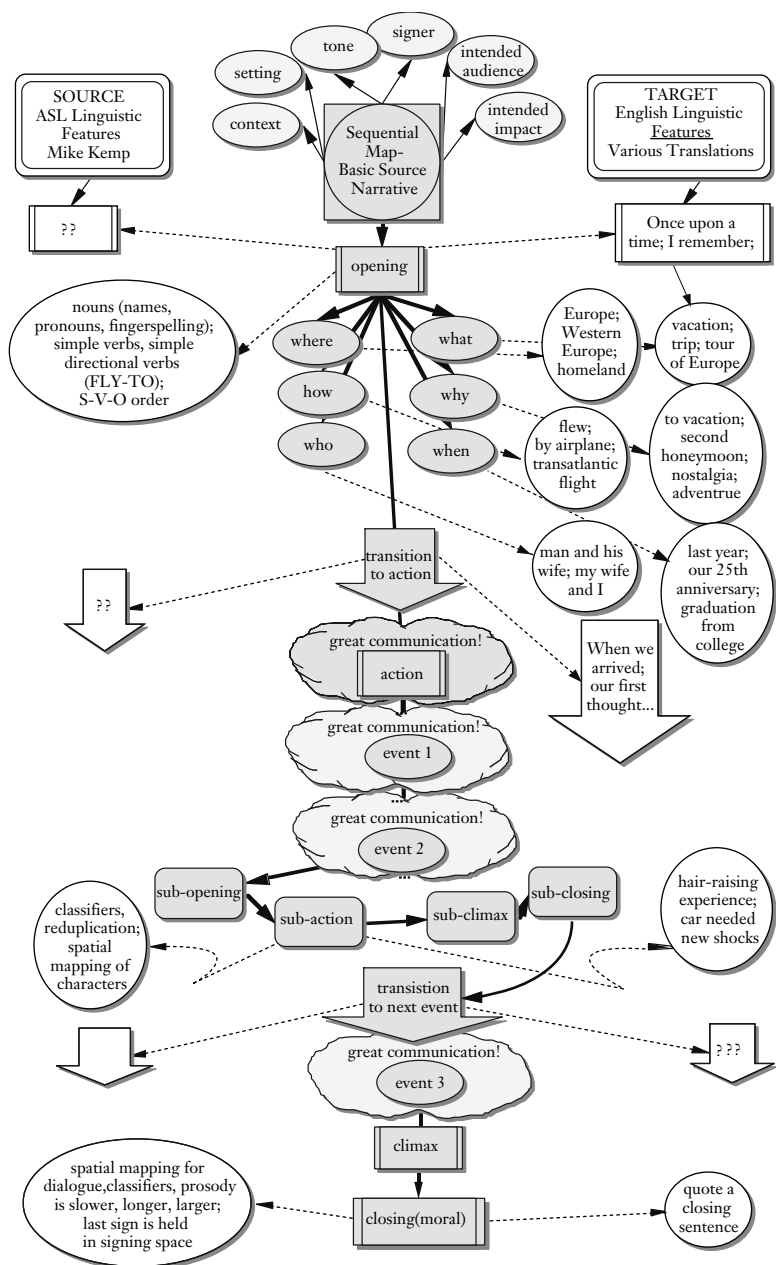 signer
tone
intended
audience
setting
context
intended
impact
SOURCE
ASL Linguistic
Features
Mike Kemp
Sequential
Map-
Basic Source
Narrative
TARGET
English Linguistic
Features
Various Translations
??
Once upon a
time; I remember;
opening
nouns (names,
pronouns, fingerspelling);
simple verbs, simple
directional verbs
(FLY-TO);
S-V-O order
where
what
how
why
who
when
Europe;
Western
Europe;
homeland
vacation;
trip; tour
of Europe
flew;
by airplane;
transatlantic
flight
to vacation;
second
honeymoon;
nostalgia;
adventrue
man and his
wife; my wife
and I
last year;
our 25th
anniversary;
graduation
from
college
transition
to action
??
When we
arrived;
our first
thought...
great communication!
action
great communication!
event 1
...
great communication!
event 2
...
sub-opening
sub-action
sub-climax
sub-closing
classifiers,
reduplication;
spatial
mapping of
characters
hair-raising
experience;
car needed
new shocks
transistion
to next event
???
great communication!
event 3
climax
closing(moral)
spatial mapping for
dialogue,classifiers, prosody
is slower, longer, larger;
last sign is held
in signing space
quote a
closing
sentence